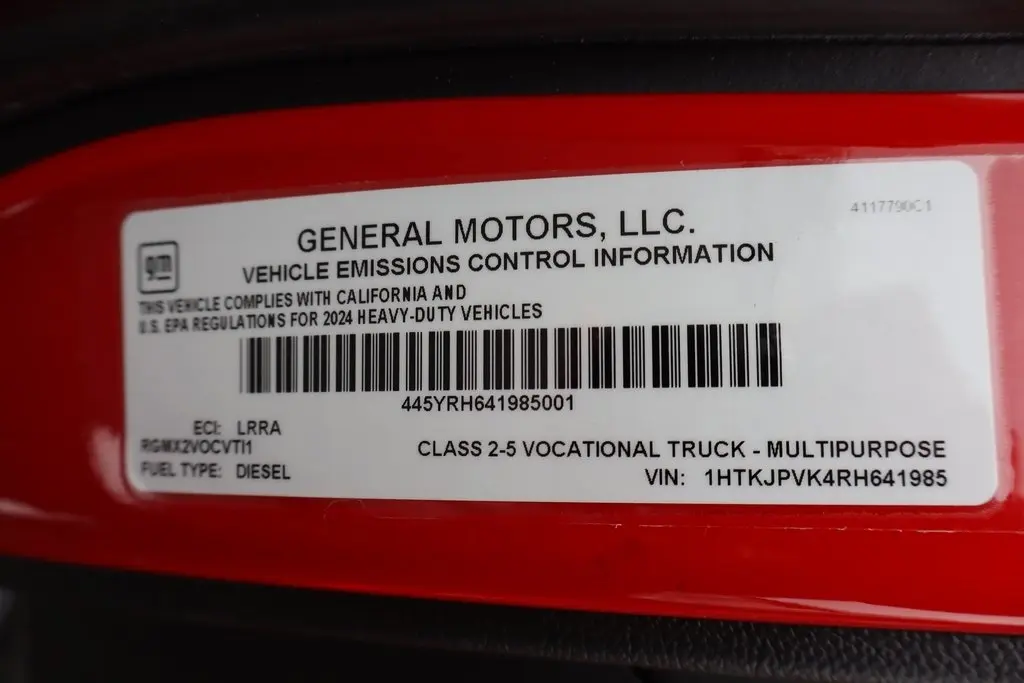 4117790C1
GENERAL MOTORS, LLC.
gm
VEHICLE EMISSIONS CONTROL INFORMATION
THIS VEHICLE COMPLIES WITH CALIFORNIA AND
U.S. EPA REGULATIONS FOR 2024 HEAVY-DUTY VEHICLES
445YRH641985001
ECI: LRRA
RGMX2VOCVTI1
CLASS 2-5 VOCATIONAL TRUCK - MULTIPURPOSE
FUEL TYPE: DIESEL
VIN: 1HTKJPVK4RH641985